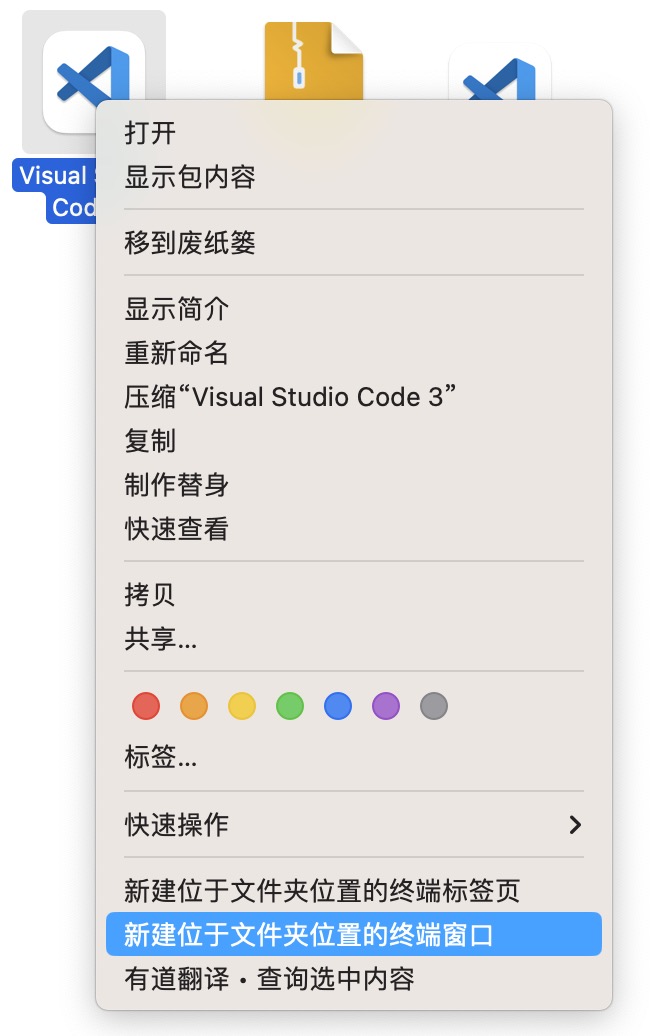 Visual
Cod
打开
显示包内容
移到废纸篓
显示简介
重新命名
压缩“Visual Studio Code 3”
复制
制作替身
快速查看
拷贝
共享...
标签...
快速操作
新建位于文件夹位置的终端标签页
新建位于文件夹位置的终端窗口
有道翻译・查询选中内容